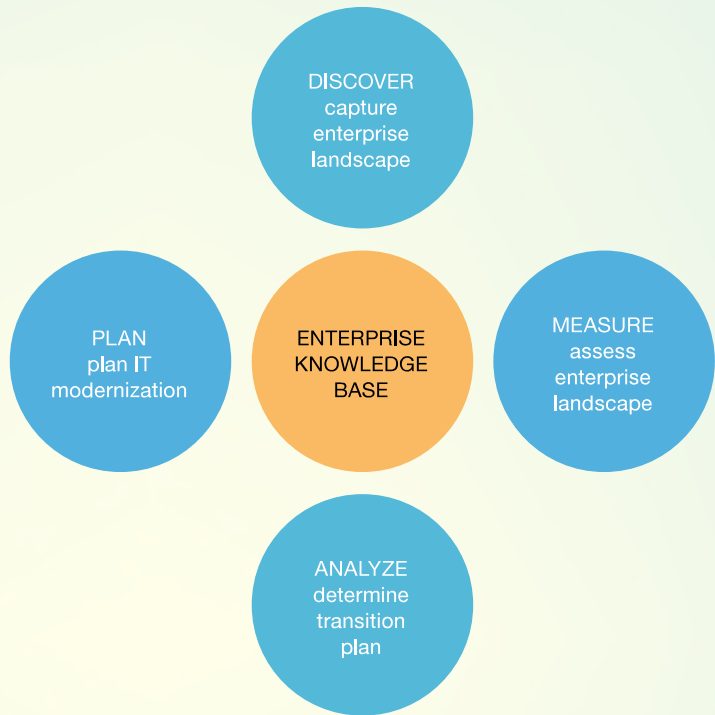 DISCOVER
capture
enterprise
landscape
PLAN
plan IT
modernization
ENTERPRISE
KNOWLEDGE
BASE
MEASURE
assess
enterprise
landscape
ANALYZE
determine
transition
plan